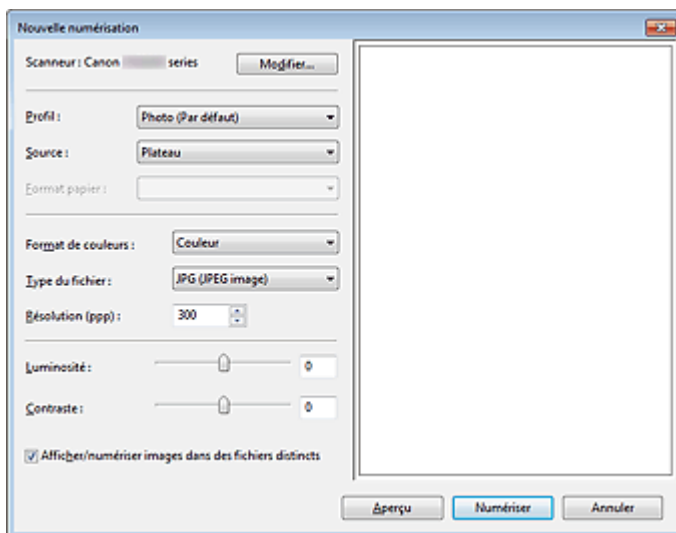 Nouvelle numérisation
Scanneur : Canon series Modifier...
Profil : Photo (Par défaut)
Source : Plateau
Format papier :
Format de couleurs : Couleur
Type du fichier : JPG (JPEG image)
Résolution (ppp) : 300
Luminosité : 0
Contraste : 0
Afficher/numériser images dans des fichiers distincts
Aperçu Numériser Annuler